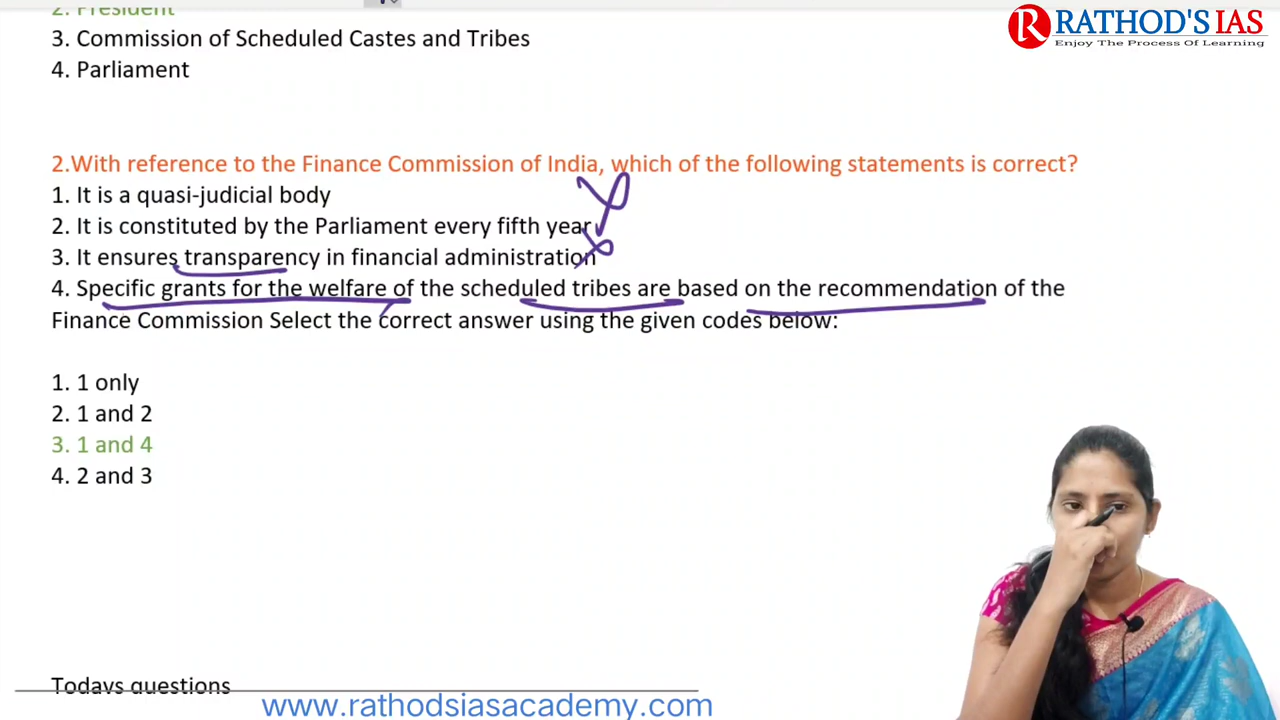 2. President
RATHOD'S IAS
Enjoy The Process Of Learning
3. Commission of Scheduled Castes and Tribes
4. Parliament
2.With reference to the Finance Commission of India, which of the following statements is correct?
1. It is a quasi-judicial body
2. It is constituted by the Parliament every fifth year
3. It ensures transparency in financial administration
4. Specific grants for the welfare of the scheduled tribes are based on the recommendation of the
Finance Commission Select the correct answer using the given codes below:
1. 1 only
2. 1 and 2
3. 1 and 4
4. 2 and 3
Todays questions
www.rathodsiasacademy.com